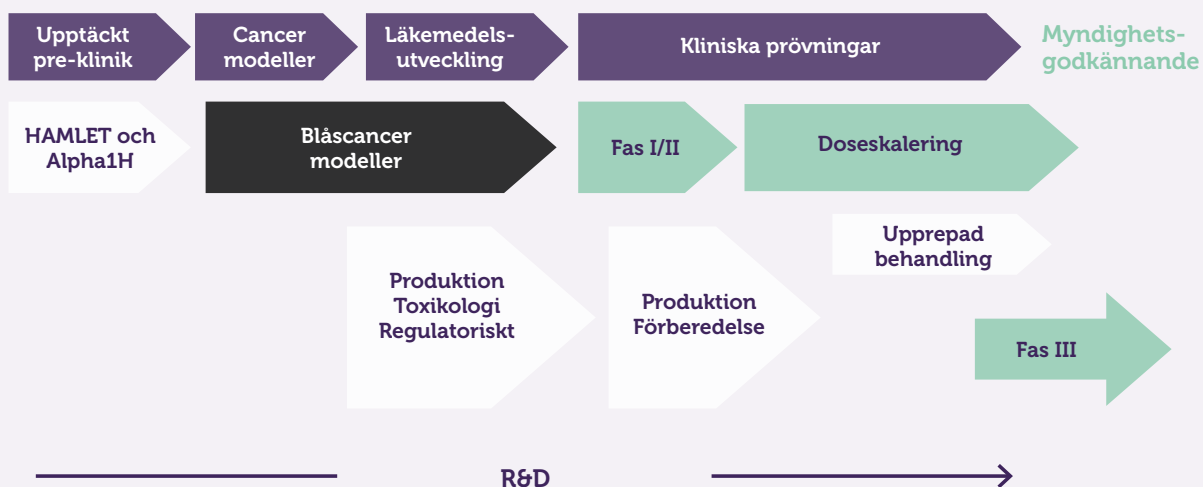 Upptäckt
pre-klinik
Cancer
modeller
Läkemedels-
utveckling
Kliniska prövningar
Myndighets-
godkännande
HAMLET och
Alpha1H
Blåscancer
modeller
Fas I/II
Doseskalering
Upprepad
behandling
Produktion
Toxikologi
Regulatoriskt
Produktion
Förberedelse
Fas III
R&D